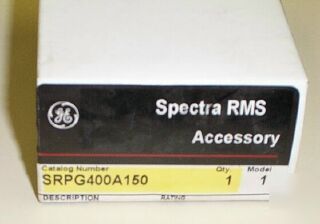 GE
Spectra RMS
Accessory
Catalog Number Qty. Model
SRPG400A150 1 1
DESCRIPTION RATING